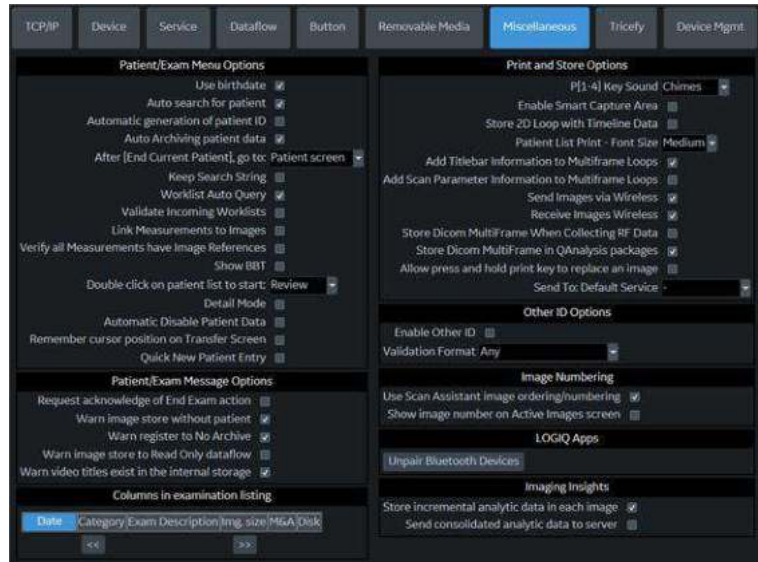 TCP/IP Device Service Dataflow Button Removable Media Miscellaneous Tricefy Device Mgmt
Patient/Exam Menu Options
Use birthdate
Auto search for patient
Automatic generation of patient ID
Auto Archiving patient data
After [End Current Patient], go to: Patient screen
Keep Search String
Worklist Auto Query
Validate Incoming Worklists
Link Measurements to Images
Verify all Measurements have Image References
Show BBT
Double click on patient list to start: Review
Detail Mode
Automatic Disable Patient Data
Remember cursor position on Transfer Screen
Quick New Patient Entry
Patient/Exam Message Options
Request acknowledge of End Exam action
Warn image store without patient
Warn register to No Archive
Warn image store to Read Only dataflow
Warn video titles exist in the internal storage
Columns in examination listing
Date Category Exam Description Img. size M&A Disk
<< >>
Print and Store Options
P[1-4] Key Sound Chimes
Enable Smart Capture Area
Store 2D Loop with Timeline Data
Patient List Print - Font Size Medium
Add Titlebar Information to Multiframe Loops
Add Scan Parameter Information to Multiframe Loops
Send Images via Wireless
Receive Images Wireless
Store Dicom MultiFrame When Collecting RF Data
Store Dicom MultiFrame in QAnalysis packages
Allow press and hold print key to replace an image
Send To: Default Service -
Other ID Options
Enable Other ID
Validation Format Any
Image Numbering
Use Scan Assistant image ordering/numbering
Show image number on Active Images screen
LOGIQ Apps
Unpair Bluetooth Devices
Imaging Insights
Store incremental analytic data in each image
Send consolidated analytic data to server